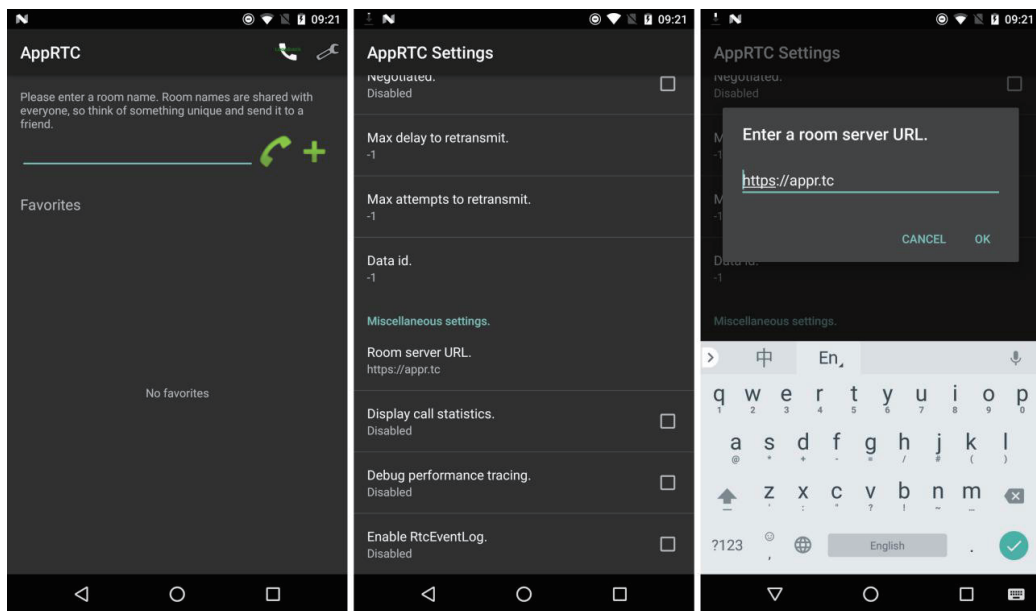 09:21
AppRTC
Please enter a room name. Room names are shared with
everyone, so think of something unique and send it to a
friend.
Favorites
No favorites
09:21
AppRTC Settings
Negotiated.
Disabled
Max delay to retransmit.
-1
Max attempts to retransmit.
-1
Data id.
-1
Miscellaneous settings.
Room server URL.
https://appr.tc
Display call statistics.
Disabled
Debug performance tracing.
Disabled
Enable RtcEventLog.
Disabled
09:21
AppRTC Settings
Negotiated.
Disabled
M
-1
Enter a room server URL.
https://appr.tc
M
CANCEL OK
Data id.
-1
Miscellaneous settings.
中 En
q w e r t y u i o p
1 2 3 4 5 6 7 8 9 0
a s d f g h j k l
@ * + - = / # ( )
z x c v b n m
' : " ? ! ~ …
?123 , English .